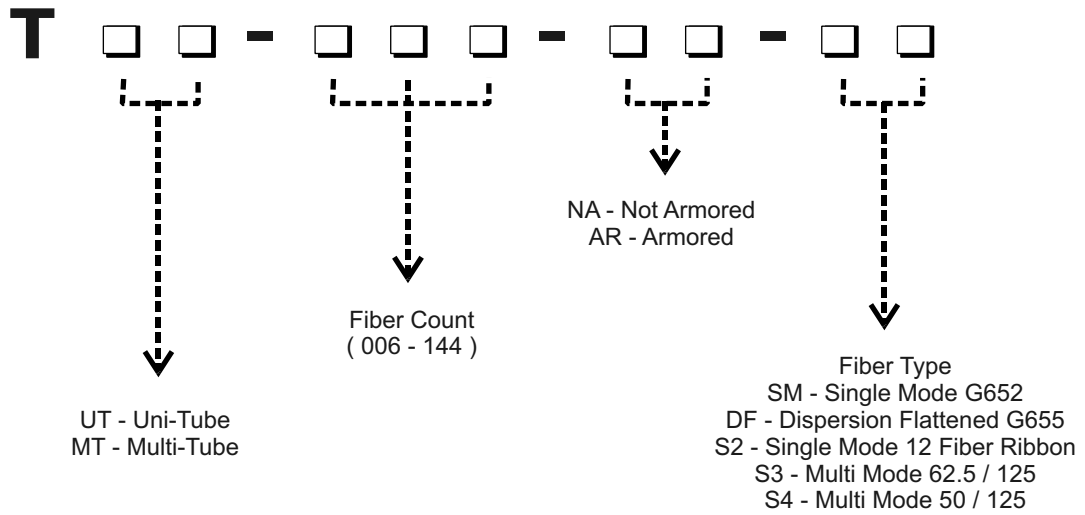 T □ □ - □ □ □ - □ □ - □ □
NA - Not Armored
AR - Armored
Fiber Count
( 006 - 144 )
Fiber Type
SM - Single Mode G652
DF - Dispersion Flattened G655
S2 - Single Mode 12 Fiber Ribbon
S3 - Multi Mode 62.5 / 125
S4 - Multi Mode 50 / 125
UT - Uni-Tube
MT - Multi-Tube